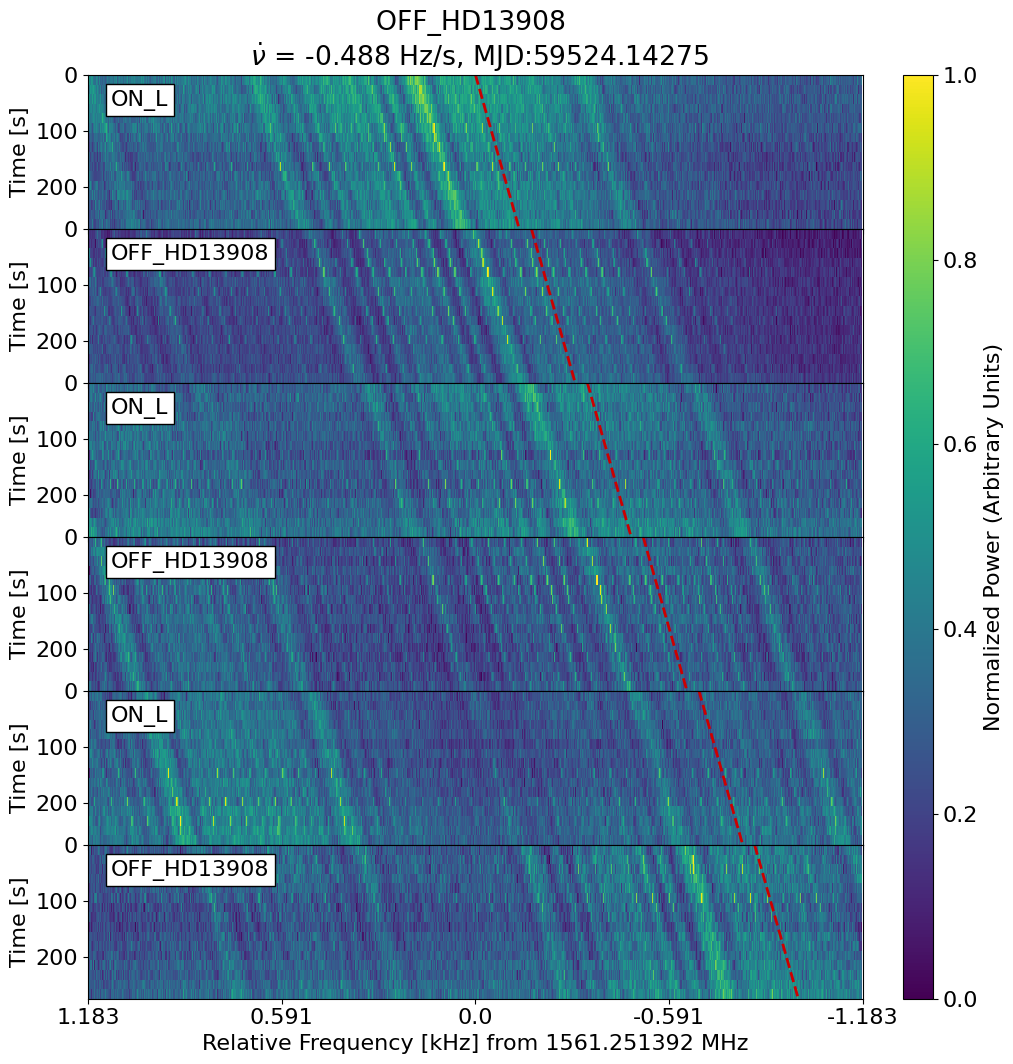 OFF_HD13908
ν̇ = -0.488 Hz/s, MJD:59524.14275
0
100
200
Time [s]
ON_L
0
100
200
Time [s]
OFF_HD13908
0
100
200
Time [s]
ON_L
0
100
200
Time [s]
OFF_HD13908
0
100
200
Time [s]
ON_L
0
100
200
Time [s]
OFF_HD13908
1.183 0.591 0.0 -0.591 -1.183
Relative Frequency [kHz] from 1561.251392 MHz
1.0
0.8
0.6
0.4
0.2
0.0
Normalized Power (Arbitrary Units)